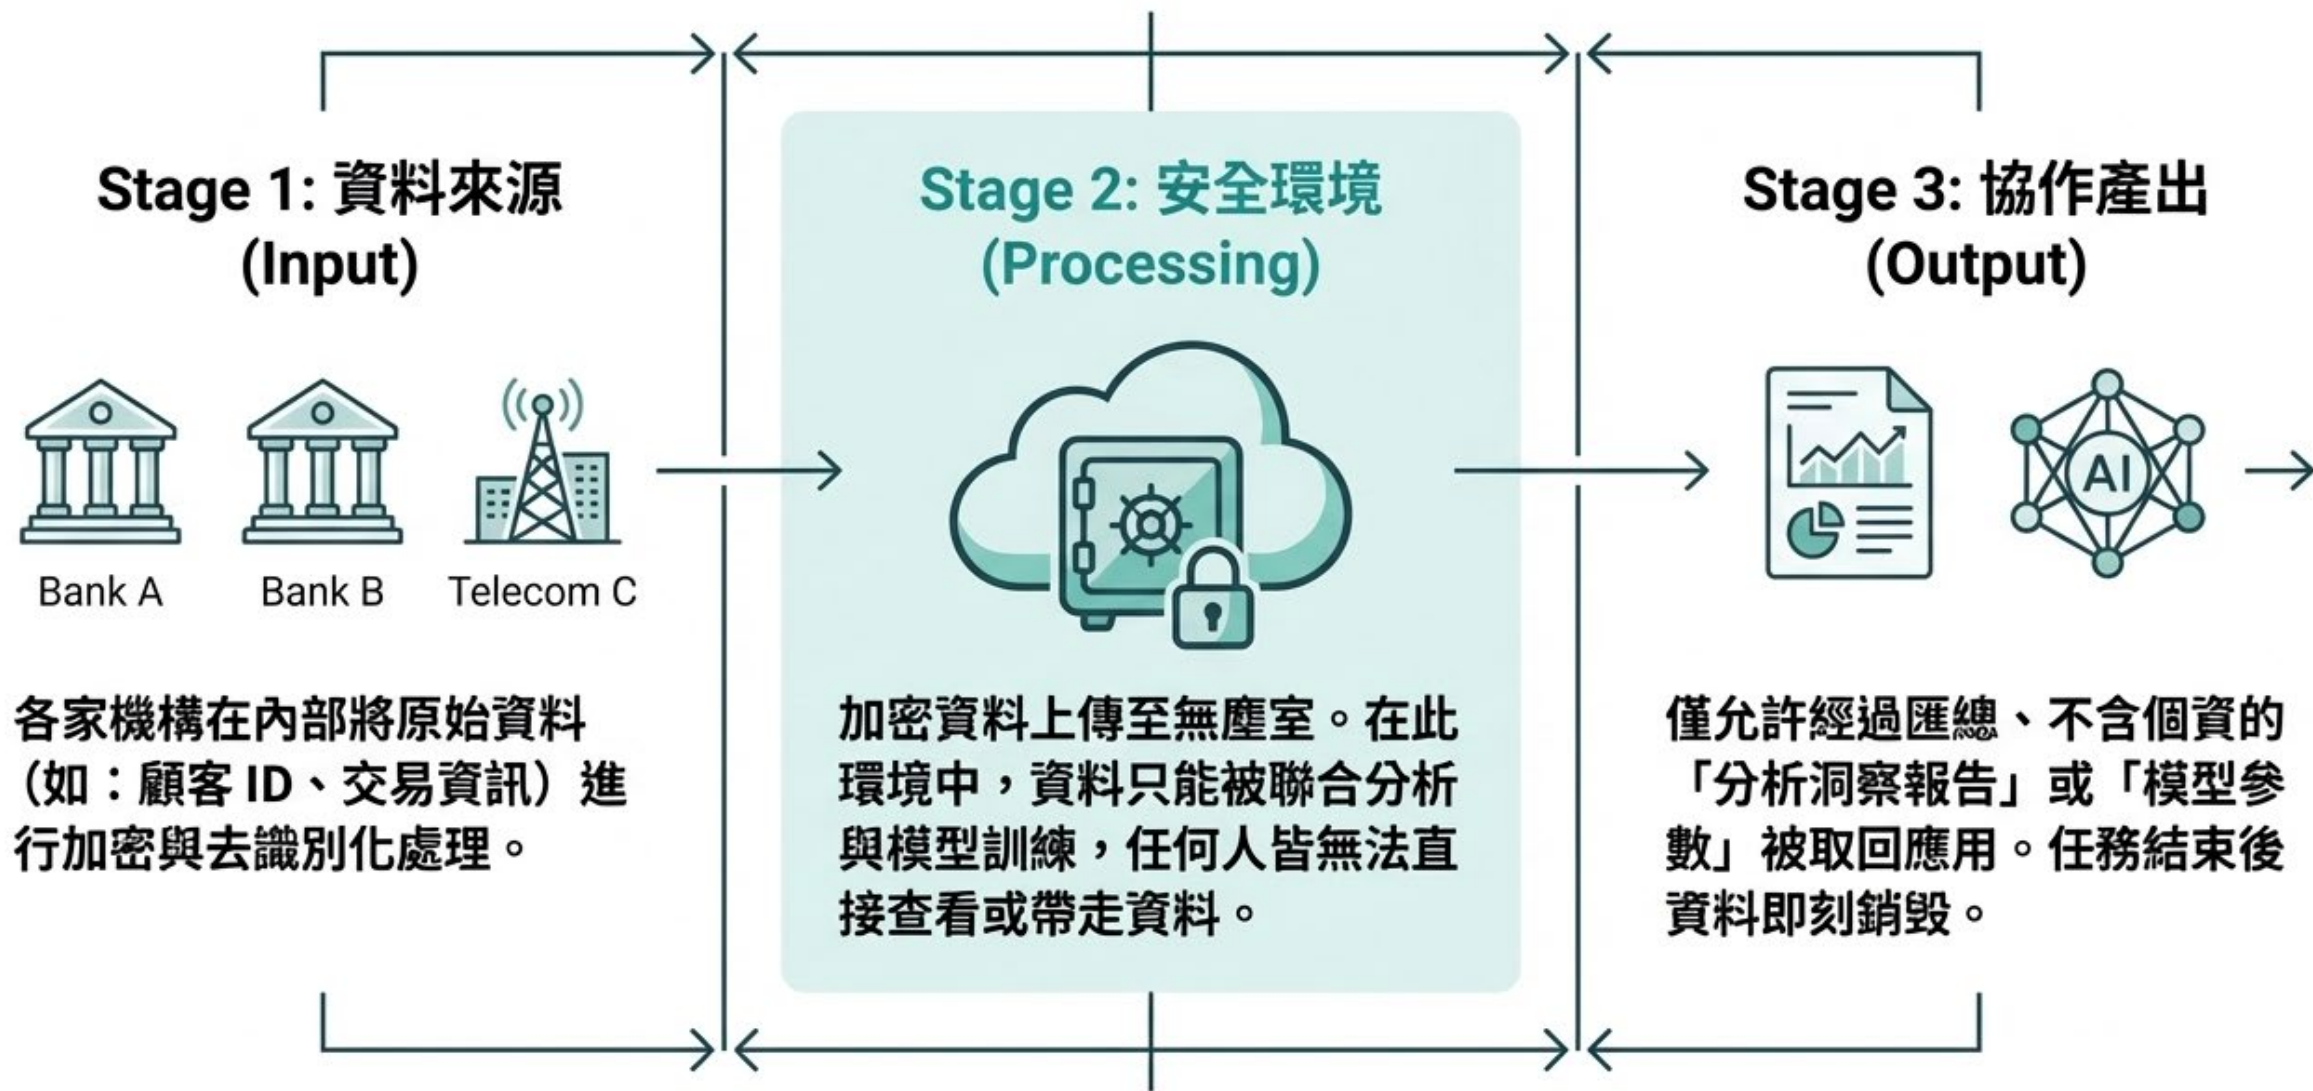 Stage 1: 資料來源
(Input)
Bank A
Bank B
Telecom C
各家機構在內部將原始資料
（如：顧客 ID、交易資訊）進
行加密與去識別化處理。
Stage 2: 安全環境
(Processing)
加密資料上傳至無塵室。在此
環境中，資料只能被聯合分析
與模型訓練，任何人皆無法直
接查看或帶走資料。
Stage 3: 協作產出
(Output)
AI
僅允許經過匯總、不含個資的
「分析洞察報告」或「模型參
數」被取回應用。任務結束後
資料即刻銷毀。